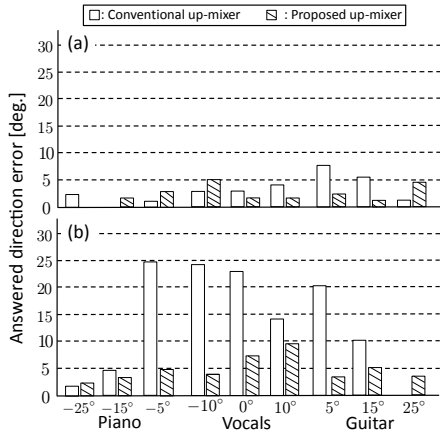 : Conventional up-mixer : Proposed up-mixer
Answered direction error [deg.]
(a)
30
25
20
15
10
5
0
(b)
30
25
20
15
10
5
0
−25° −15° −5° −10° 0° 10° 5° 15° 25°
Piano Vocals Guitar